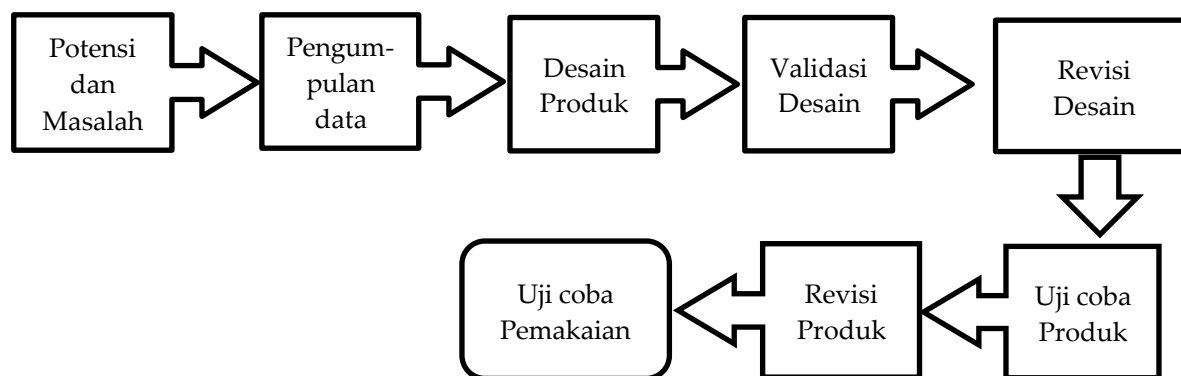 Potensi
dan
Masalah
Pengum-
pulan
data
Desain
Produk
Validasi
Desain
Revisi
Desain
Uji coba
Produk
Revisi
Produk
Uji coba
Pemakaian